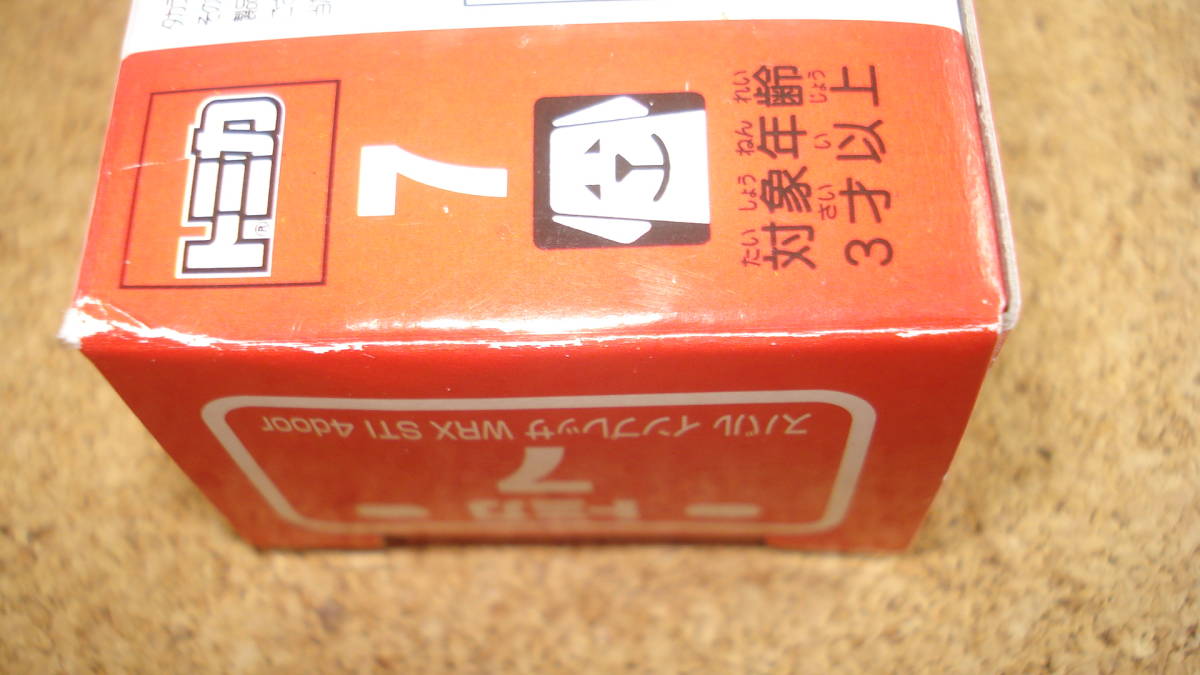 トミカ
®
7
たいしょうねんれい
対象年齢
さいいじょう
3才以上
スバル インプレッサ WRX STI 4door
7
トミカ